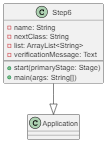 Step6
name: String
nextClass: String
list: ArrayList<String>
verificationMessage: Text
start(primaryStage: Stage)
main(args: String[])
Application